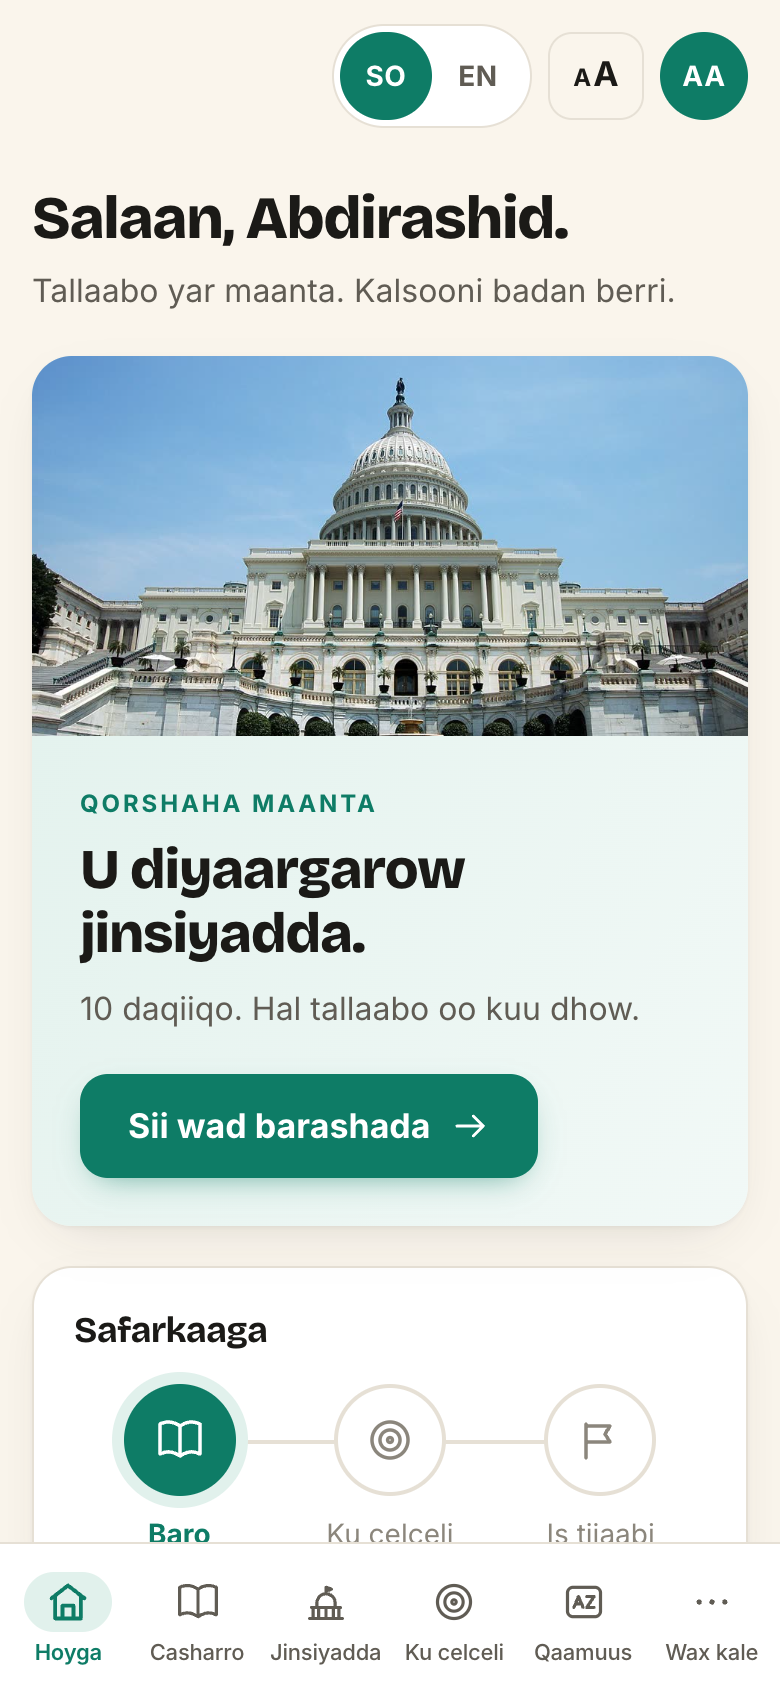 SO EN AA AA
Salaan, Abdirashid.
Tallaabo yar maanta. Kalsooni badan berri.
QORSHAHA MAANTA
U diyaargarow
jinsiyadda.
10 daqiiqo. Hal tallaabo oo kuu dhow.
Sii wad barashada →
Safarkaaga
Baro Ku celceli Is tijaabi
AZ
Hoyga Casharro Jinsiyadda Ku celceli Qaamuus Wax kale